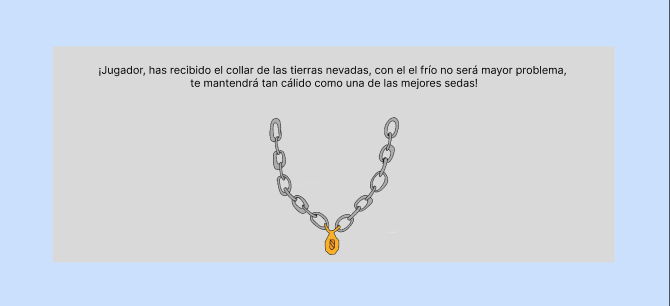 ¡Jugador, has recibido el collar de las tierras nevadas, con el el frío no será mayor problema,
te mantendrá tan cálido como una de las mejores sedas!